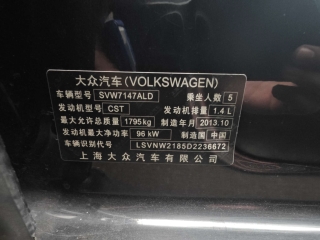 大众汽车(VOLKSWAGEN)
车辆型号 SVW7147ALD 乘坐人数 5
发动机型号 CST 发动机排量 1.4 L
最大允许总质量 1795kg 制造年月 2013.10
发动机最大净功率 96 kW 制造国 中国
车辆识别代号 LSVNW2185D2236672
上海大众汽车有限公司